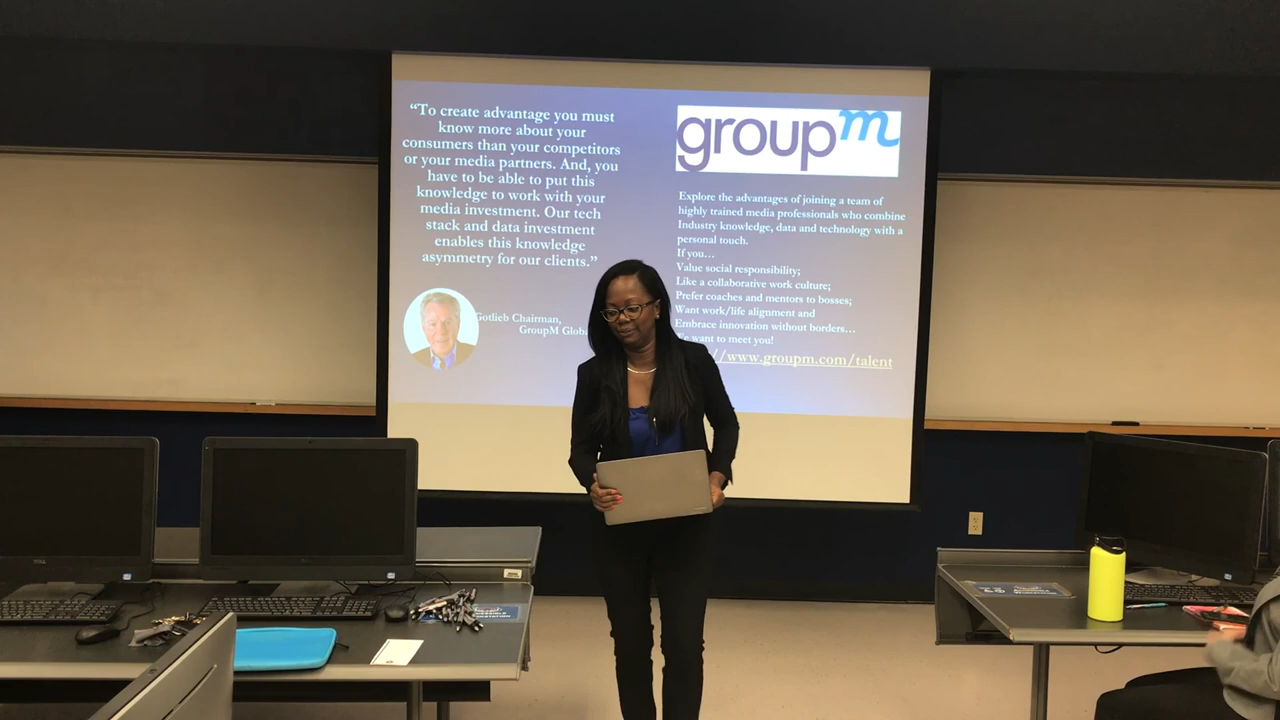 “To create advantage you must
know more about your
consumers than your competitors
or your media partners. And, you
have to be able to put this
knowledge to work with your
media investment. Our tech
stack and data investment
enables this knowledge
asymmetry for our clients.”
Gotlieb Chairman,
GroupM
groupm
Explore the advantages of joining a team of
highly trained media professionals who combine
Industry knowledge, data and technology with a
personal touch.
If you…
Value social responsibility;
Like a collaborative work culture;
Prefer coaches and mentors to bosses;
Want work/life alignment and
Embrace innovation without borders…
want to meet you!
//www.groupm.com/talent